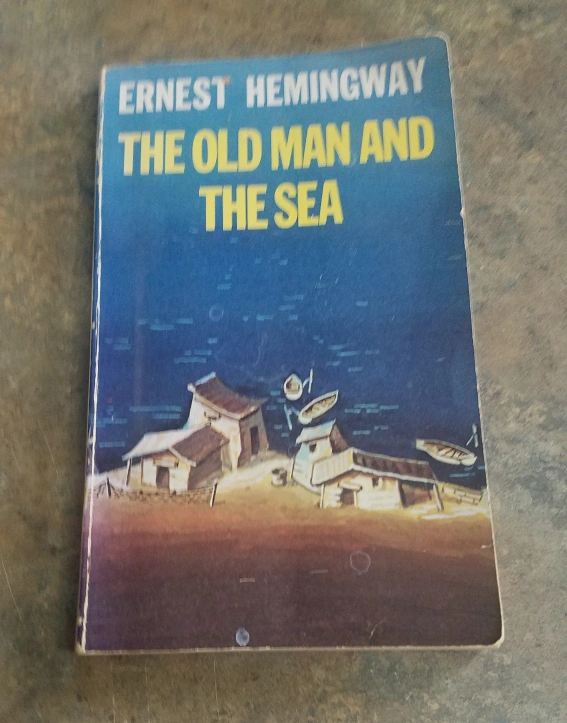 ERNEST HEMINGWAY
THE OLD MAN AND
THE SEA